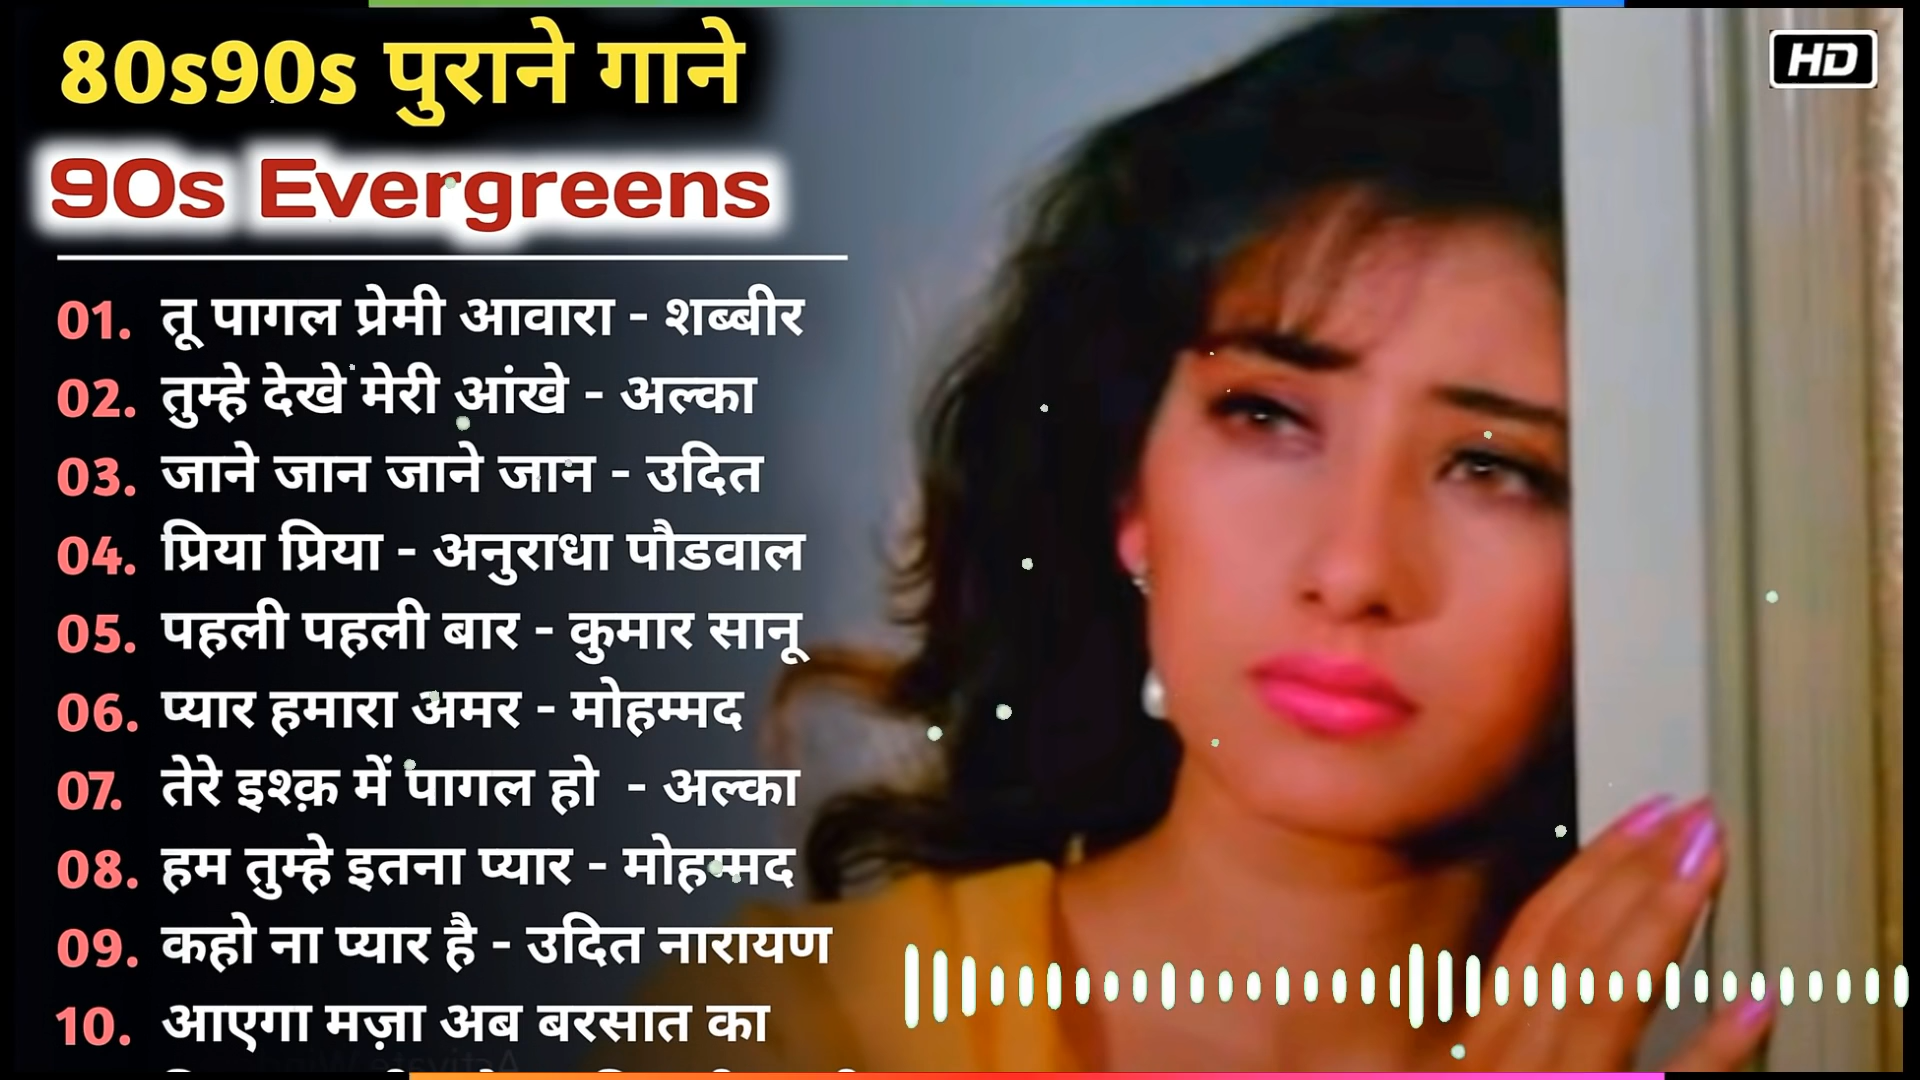 80s90s पुराने गाने
HD
90s Evergreens
01. तू पागल प्रेमी आवारा - शब्बीर
02. तुम्हे देखे मेरी आंखे - अल्का
03. जाने जान जाने जान - उदित
04. प्रिया प्रिया - अनुराधा पौडवाल
05. पहली पहली बार - कुमार सानू
06. प्यार हमारा अमर - मोहम्मद
07. तेरे इश्क़ में पागल हो - अल्का
08. हम तुम्हे इतना प्यार - मोहम्मद
09. कहो ना प्यार है - उदित नारायण
10. आएगा मज़ा अब बरसात का